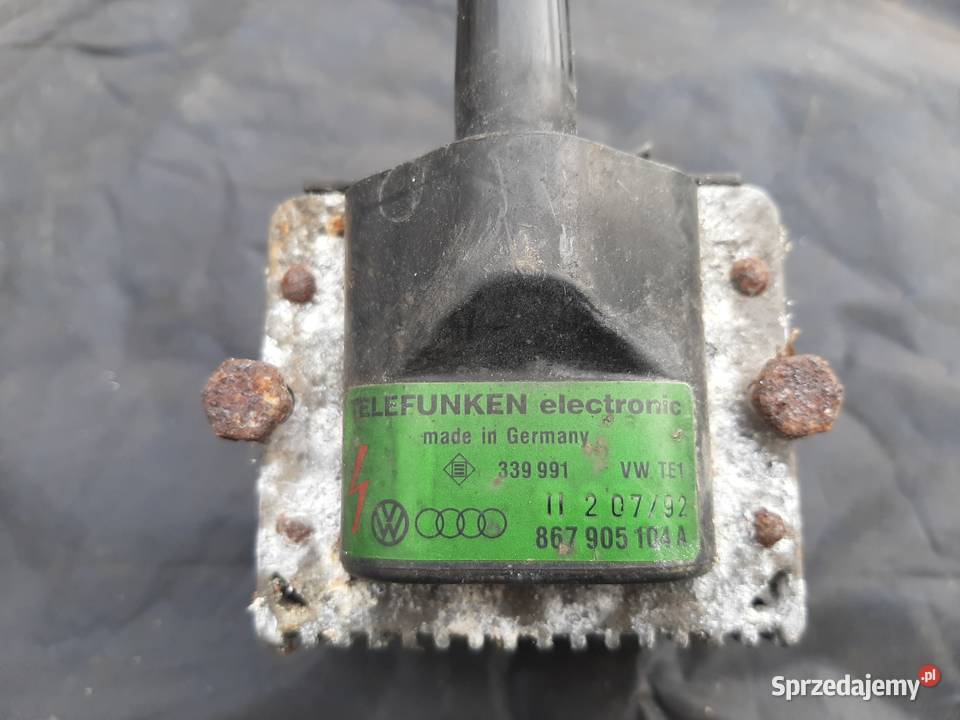 TELEFUNKEN electronic
made in Germany
339 991 VW TE1
II 2 07/92
867 905 104 A
Sprzedajemy.pl